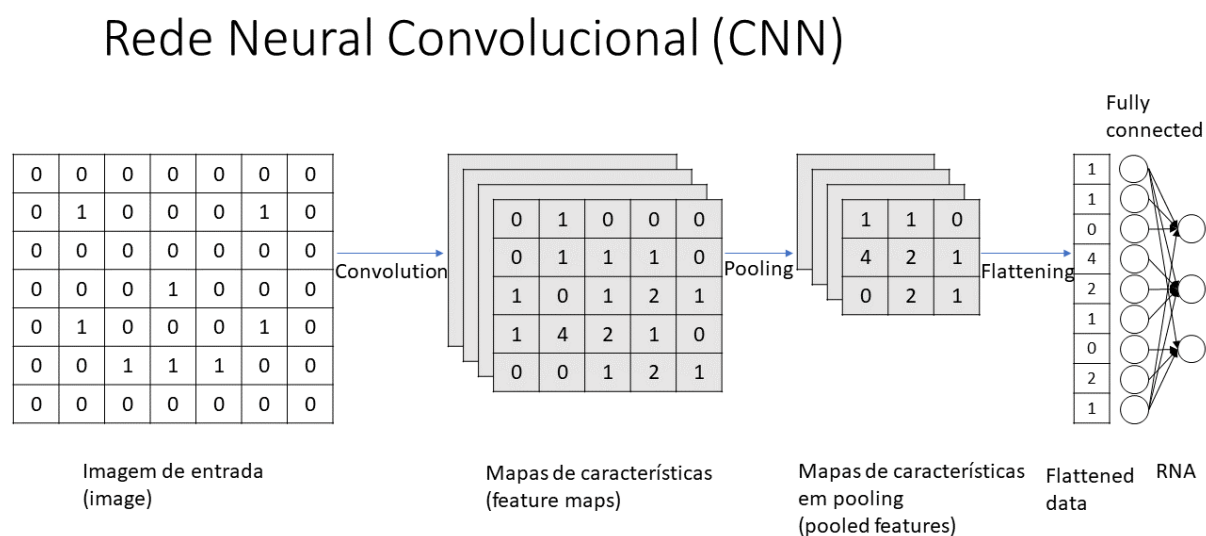 Rede Neural Convolucional (CNN)
Fully
connected
0 0 0 0 0 0 0
0 1 0 0 0 1 0
0 0 0 0 0 0 0
0 0 0 1 0 0 0
0 1 0 0 0 1 0
0 0 1 1 1 0 0
0 0 0 0 0 0 0
Convolution
0 1 0 0 0
0 1 1 1 0
1 0 1 2 1
1 4 2 1 0
0 0 1 2 1
Pooling
1 1 0
4 2 1
0 2 1
Flattening
1
1
0
4
2
1
0
2
1
Imagem de entrada
(image)
Mapas de característícas
(feature maps)
Mapas de característícas
em pooling
(pooled features)
Flattened
data
RNA